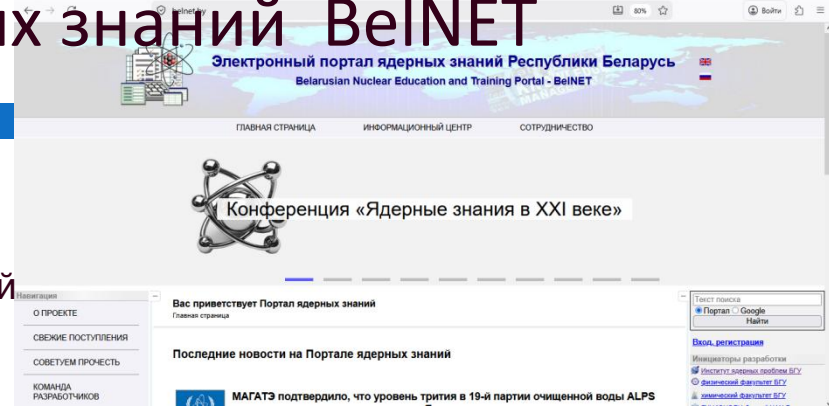 х знаний BelNET
belnet.by
80%
Войти
Электронный портал ядерных знаний Республики Беларусь
Belarusian Nuclear Education and Training Portal - BelNET
ГЛАВНАЯ СТРАНИЦА
ИНФОРМАЦИОННЫЙ ЦЕНТР
СОТРУДНИЧЕСТВО
Конференция «Ядерные знания в XXI веке»
й
Навигация
О ПРОЕКТЕ
СВЕЖИЕ ПОСТУПЛЕНИЯ
СОВЕТУЕМ ПРОЧЕСТЬ
КОМАНДА
РАЗРАБОТЧИКОВ
Вас приветствует Портал ядерных знаний
Главная страница
Последние новости на Портале ядерных знаний
МАГАТЭ подтвердило, что уровень трития в 19-й партии очищенной воды ALPS
Текст поиска
Портал Google
Найти
Вход, регистрация
Инициаторы разработки
Институт ядерных проблем БГУ
физический факультет БГУ
химический факультет БГУ